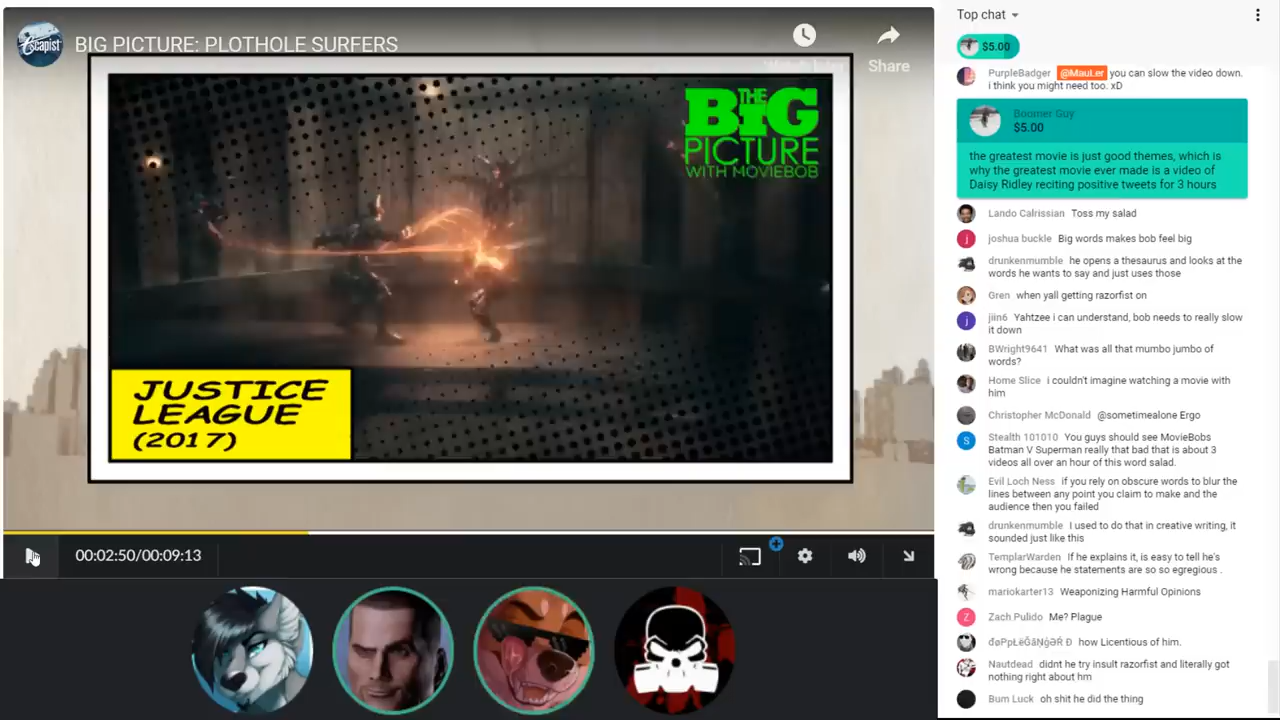 Escapist
BIG PICTURE: PLOTHOLE SURFERS
Share
THE
BiG
PICTURE
WITH MOVIEBOB
JUSTICE
LEAGUE
(2017)
00:02:50/00:09:13
Top chat
$5.00
PurpleBadger @MauLer you can slow the video down.
i think you might need too. xD
Boomer Guy
$5.00
the greatest movie is just good themes, which is
why the greatest movie ever made is a video of
Daisy Ridley reciting positive tweets for 3 hours
Lando Calrissian Toss my salad
joshua buckle Big words makes bob feel big
drunkenmumble he opens a thesaurus and looks at the
words he wants to say and just uses those
Gren when yall getting razorfist on
jiin6 Yahtzee i can understand, bob needs to really slow
it down
BWright9641 What was all that mumbo jumbo of
words?
Home Slice i couldn't imagine watching a movie with
him
Christopher McDonald @sometimealone Ergo
Stealth 101010 You guys should see MovieBobs
Batman V Superman really that bad that is about 3
videos all over an hour of this word salad.
Evil Loch Ness if you rely on obscure words to blur the
lines between any point you claim to make and the
audience then you failed
drunkenmumble I used to do that in creative writing, it
sounded just like this
TemplarWarden If he explains it, is easy to tell he's
wrong because he statements are so so egregious .
mariokarter13 Weaponizing Harmful Opinions
Zach Pulido Me? Plague
how Licentious of him.
Nautdead didnt he try insult razorfist and literally got
nothing right about hm
Bum Luck oh shit he did the thing